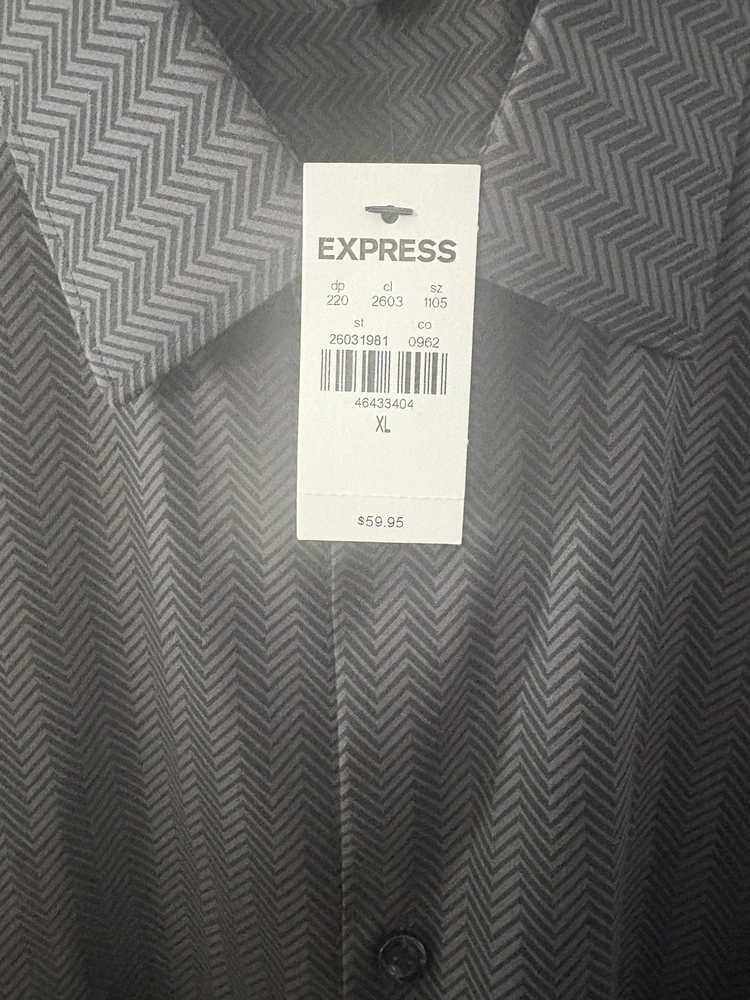 EXPRESS
dp cl sz
220 2603 1105
st co
26031981 0962
46433404
XL
$59.95